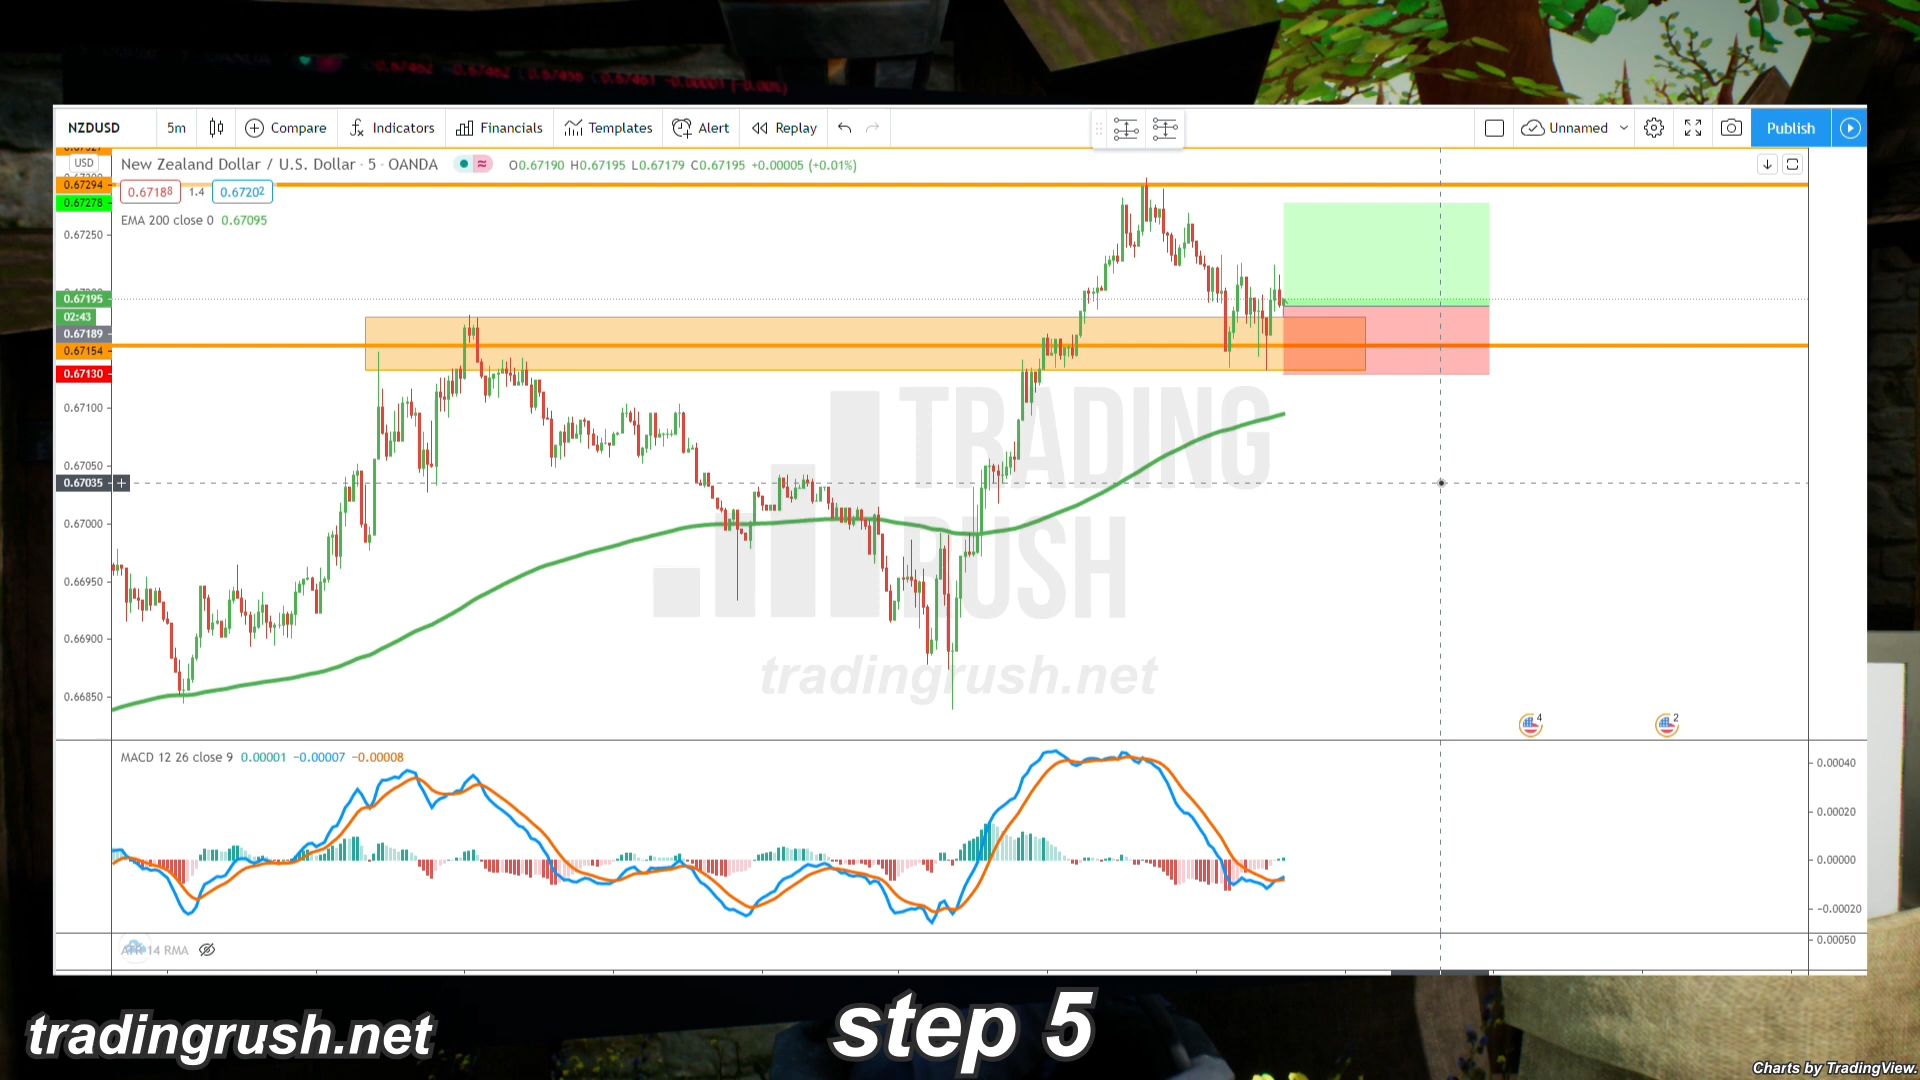 NZDUSD 5m Compare Indicators Financials Templates Alert Replay Unnamed Publish
USD
New Zealand Dollar / U.S. Dollar · 5 · OANDA ≈ O0.67190 H0.67195 L0.67179 C0.67195 +0.00005 (+0.01%)
0.67294
0.67188 1.4 0.67202
0.67278
EMA 200 close 0 0.67095
0.67250
0.67195
02:43
0.67189
0.67154
0.67130
0.67100
0.67050
0.67035
0.67000
0.66950
0.66900
0.66850
TRADING
RUSH
tradingrush.net
4
2
MACD 12 26 close 9 0.00001 −0.00007 −0.00008
0.00040
0.00020
0.00000
−0.00020
ATR 14 RMA
0.00050
tradingrush.net
step 5
Charts by TradingView.